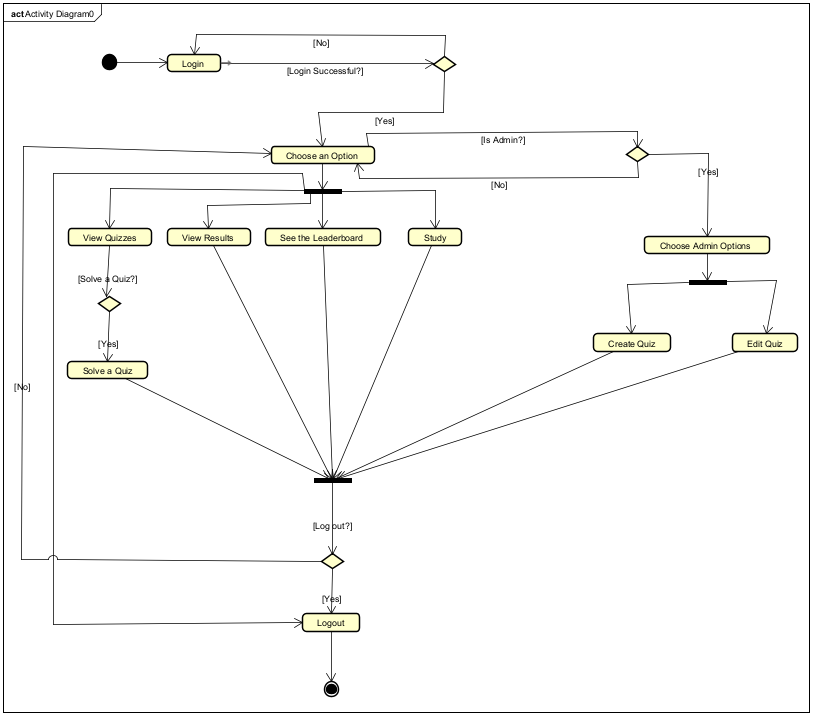 act Activity Diagram0
[No]
Login
[Login Successful?]
[Yes]
[Is Admin?]
Choose an Option
[Yes]
[No]
View Quizzes
View Results
See the Leaderboard
Study
Choose Admin Options
[Solve a Quiz?]
[Yes]
Create Quiz
Edit Quiz
Solve a Quiz
[No]
[Log out?]
[Yes]
Logout